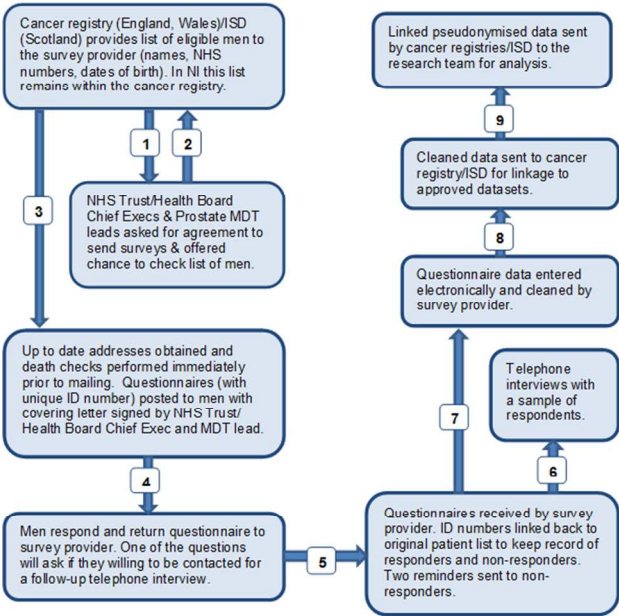 Cancer registry (England, Wales)/ISD
(Scotland) provides list of eligible men to
the survey provider (names, NHS
numbers, dates of birth). In NI this list
remains within the cancer registry.
1
2
NHS Trust/Health Board
Chief Execs & Prostate MDT
leads asked for agreement to
send surveys & offered
chance to check list of men.
3
Up to date addresses obtained and
death checks performed immediately
prior to mailing. Questionnaires (with
unique ID number) posted to men with
covering letter signed by NHS Trust/
Health Board Chief Exec and MDT lead.
4
Men respond and return questionnaire to
survey provider. One of the questions
will ask if they willing to be contacted for
a follow-up telephone interview.
5
Questionnaires received by survey
provider. ID numbers linked back to
original patient list to keep record of
responders and non-responders.
Two reminders sent to non-
responders.
6
Telephone
interviews with
a sample of
respondents.
7
Questionnaire data entered
electronically and cleaned by
survey provider.
8
Cleaned data sent to cancer
registry/ISD for linkage to
approved datasets.
9
Linked pseudonymised data sent
by cancer registries/ISD to the
research team for analysis.